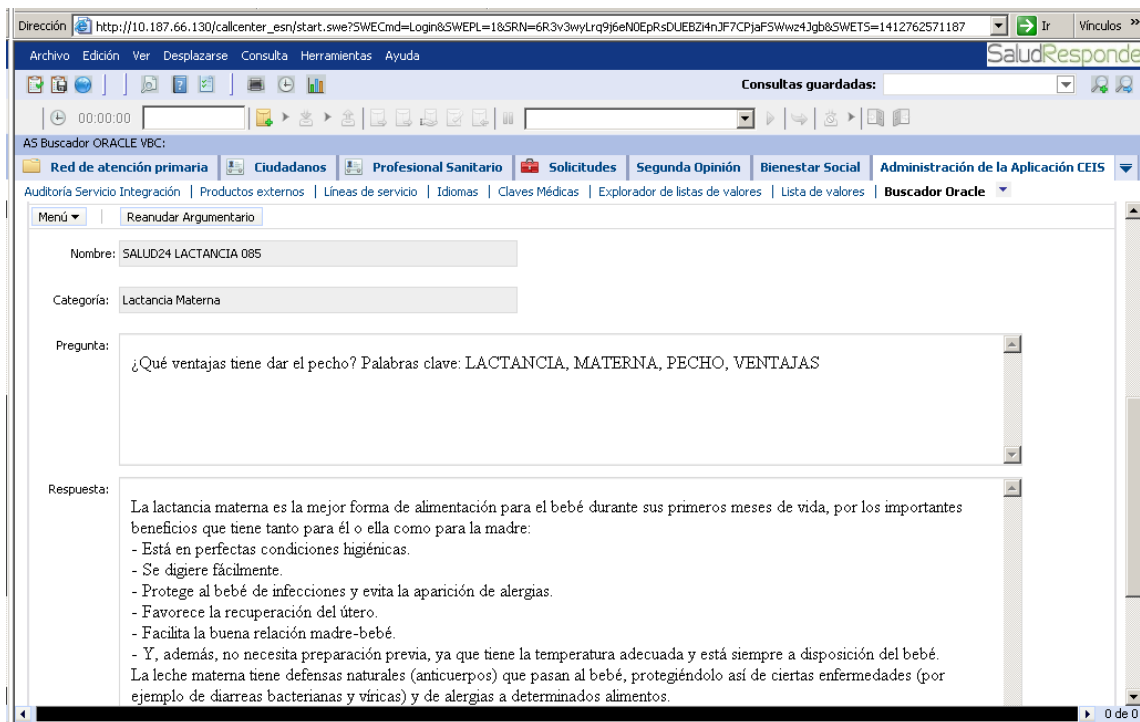 Dirección http://10.187.66.130/callcenter_esn/start.swe?SWECmd=Login&SWEPL=1&SRN=6R3v3wyLrq9j6eN0EpRsDUEBZi4nJF7CPjaFSWwz4Jgb&SWETS=1412762571187 Ir Vínculos »
Archivo Edición Ver Desplazarse Consulta Herramientas Ayuda SaludResponde
Consultas guardadas:
00:00:00
AS Buscador ORACLE VBC:
Red de atención primaria Ciudadanos Profesional Sanitario Solicitudes Segunda Opinión Bienestar Social Administración de la Aplicación CEIS
Auditoría Servicio Integración | Productos externos | Líneas de servicio | Idiomas | Claves Médicas | Explorador de listas de valores | Lista de valores | Buscador Oracle
Menú Reanudar Argumentario
Nombre: SALUD24 LACTANCIA 085
Categoría: Lactancia Materna
Pregunta:
¿Qué ventajas tiene dar el pecho? Palabras clave: LACTANCIA, MATERNA, PECHO, VENTAJAS
Respuesta:
La lactancia materna es la mejor forma de alimentación para el bebé durante sus primeros meses de vida, por los importantes
beneficios que tiene tanto para él o ella como para la madre:
- Está en perfectas condiciones higiénicas.
- Se digiere fácilmente.
- Protege al bebé de infecciones y evita la aparición de alergias.
- Favorece la recuperación del útero.
- Facilita la buena relación madre-bebé.
- Y, además, no necesita preparación previa, ya que tiene la temperatura adecuada y está siempre a disposición del bebé.
La leche materna tiene defensas naturales (anticuerpos) que pasan al bebé, protegiéndolo así de ciertas enfermedades (por
ejemplo de diarreas bacterianas y víricas) y de alergias a determinados alimentos.
0 de 0